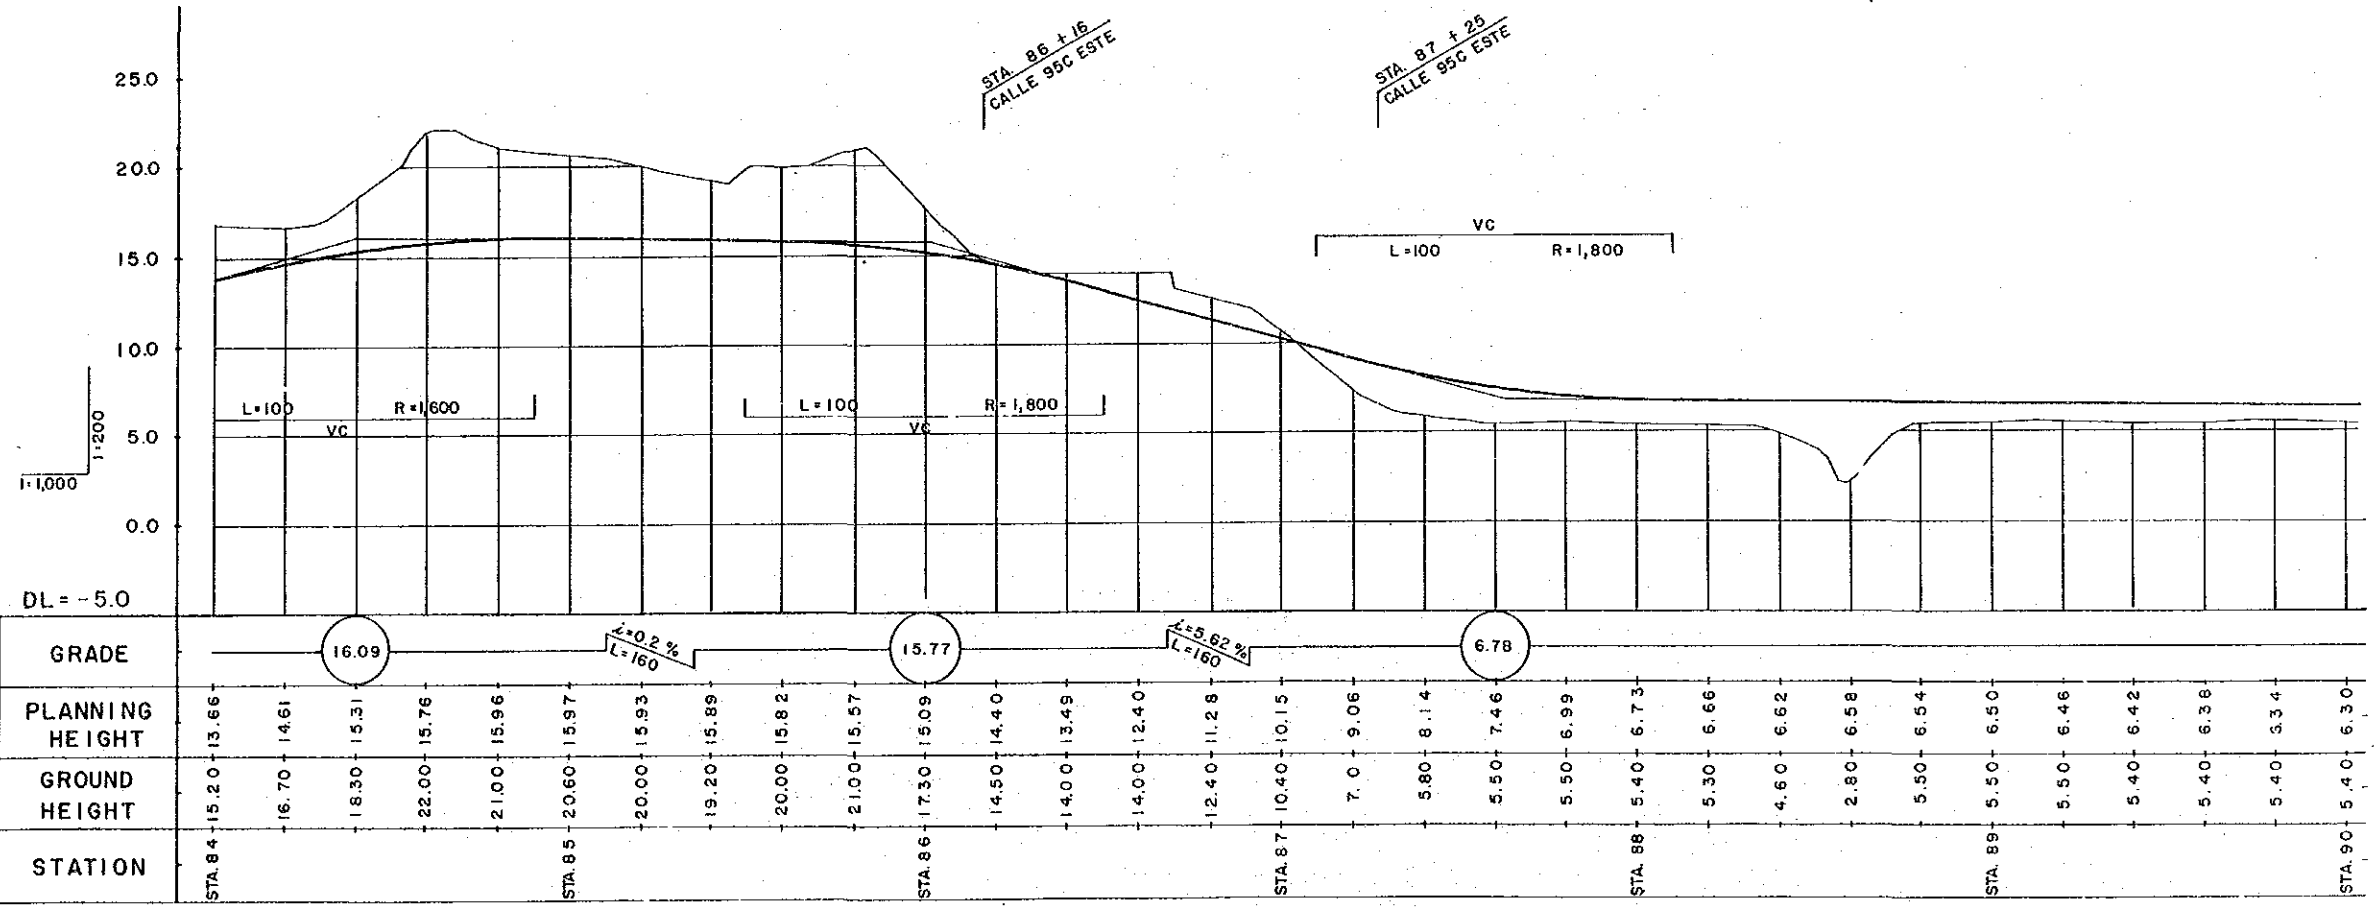 STA. 86 + 16
CALLE 95C ESTE
STA. 87 + 25
CALLE 95C ESTE
25.0
20.0
15.0
10.0
5.0
0.0
DL = -5.0
1:200
1:1,000
VC
L=100 R=1,800
L=100 R=1,600
VC
L=100 R=1,800
VC
GRADE 16.09 i=0.2 % L=160 15.77 i=5.62 % L=160 6.78
PLANNING HEIGHT 13.66 14.61 15.31 15.76 15.96 15.97 15.93 15.89 15.82 15.57 15.09 14.40 13.49 12.40 11.28 10.15 9.06 8.14 7.46 6.99 6.73 6.66 6.62 6.58 6.54 6.50 6.46 6.42 6.38 3.34 6.30
GROUND HEIGHT 15.20 16.70 18.30 22.00 21.00 20.60 20.00 19.20 20.00 21.00 17.30 14.50 14.00 14.00 12.40 10.40 7.0 5.80 5.50 5.50 5.40 5.30 4.60 2.80 5.50 5.50 5.50 5.40 5.40 5.40 5.40
STATION STA.84 STA.85 STA.86 STA.87 STA.88 STA.89 STA.90